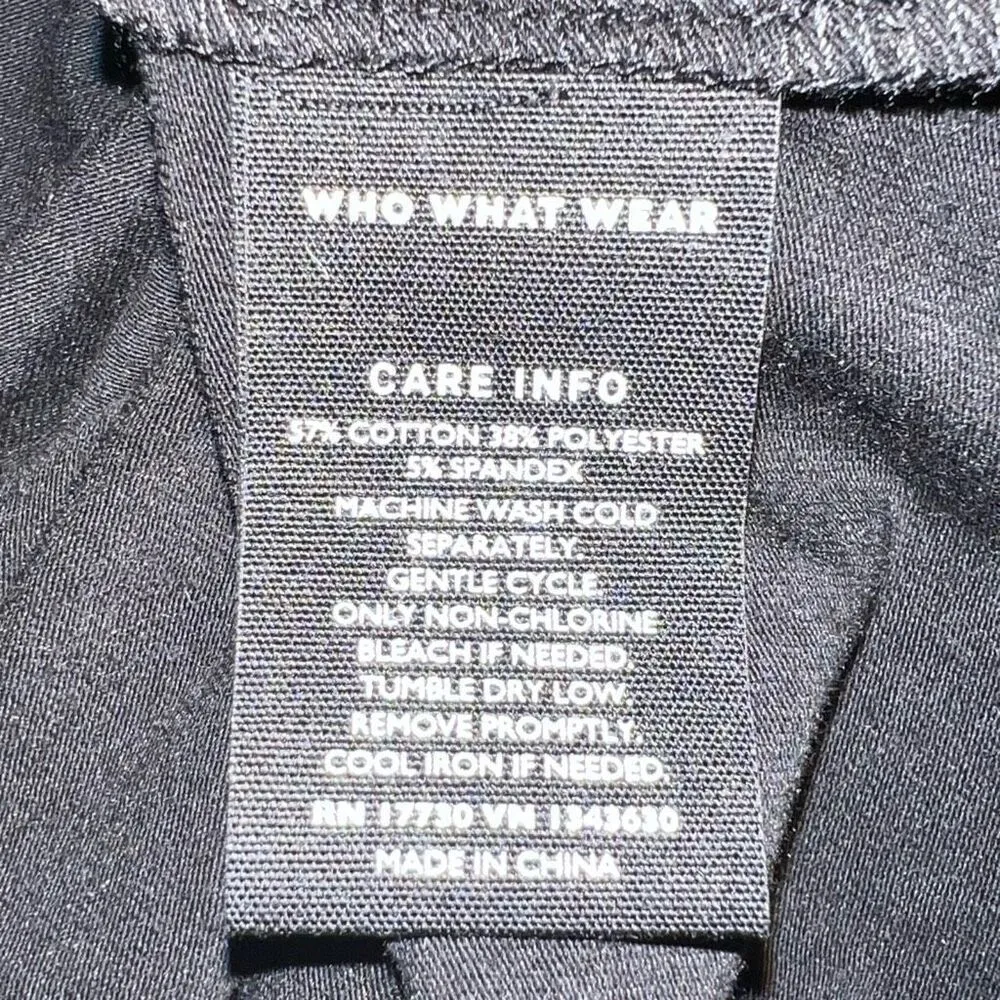 WHO WHAT WEAR
CARE INFO
57% COTTON 38% POLYESTER
5% SPANDEX
MACHINE WASH COLD
SEPARATELY.
GENTLE CYCLE.
ONLY NON-CHLORINE
BLEACH IF NEEDED.
TUMBLE DRY LOW.
REMOVE PROMPTLY.
COOL IRON IF NEEDED.
RN 17730 VN 1343630
MADE IN CHINA